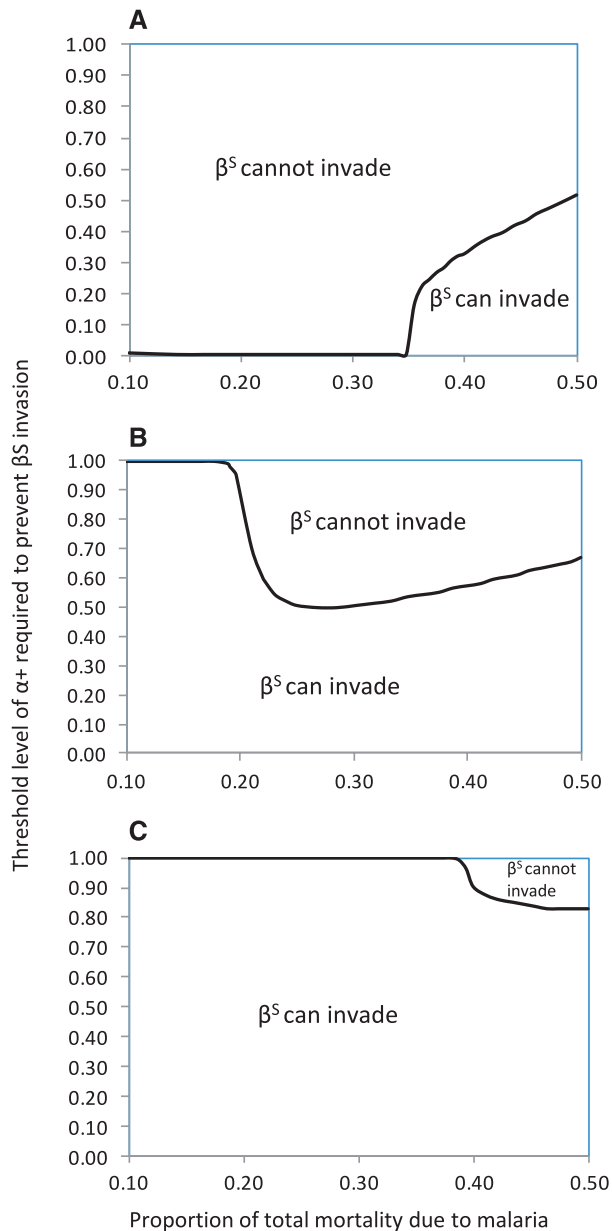 A
1.00
0.90
0.80
0.70
0.60
0.50
0.40
0.30
0.20
0.10
0.00
βS cannot invade
βS can invade
0.10 0.20 0.30 0.40 0.50
B
1.00
0.90
0.80
0.70
0.60
0.50
0.40
0.30
0.20
0.10
0.00
βS cannot invade
βS can invade
0.10 0.20 0.30 0.40 0.50
C
1.00
0.90
0.80
0.70
0.60
0.50
0.40
0.30
0.20
0.10
0.00
βS cannot
invade
βS can invade
0.10 0.20 0.30 0.40 0.50
Threshold level of α+ required to prevent βS invasion
Proportion of total mortality due to malaria